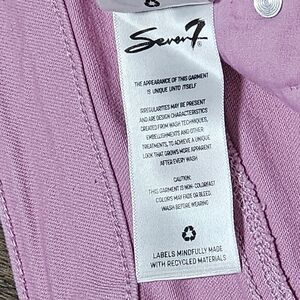 Seven7®
THE APPEARANCE OF THIS GARMENT
IS UNIQUE UNTO ITSELF
IRREGULARITIES MAY BE PRESENT
AND ARE DESIGN CHARACTERISTICS
CREATED FROM WASH TECHNIQUES,
EMBELLISHMENTS AND OTHER
TREATMENTS, TO ACHIEVE A UNIQUE
LOOK THAT GROWS MORE APPARENT
AFTER EVERY WASH
CAUTION:
THIS GARMENT IS NON-COLORFAST
COLORS MAY FADE OR BLEED
WASH BEFORE WEARING
LABELS MINDFULLY MADE
WITH RECYCLED MATERIALS